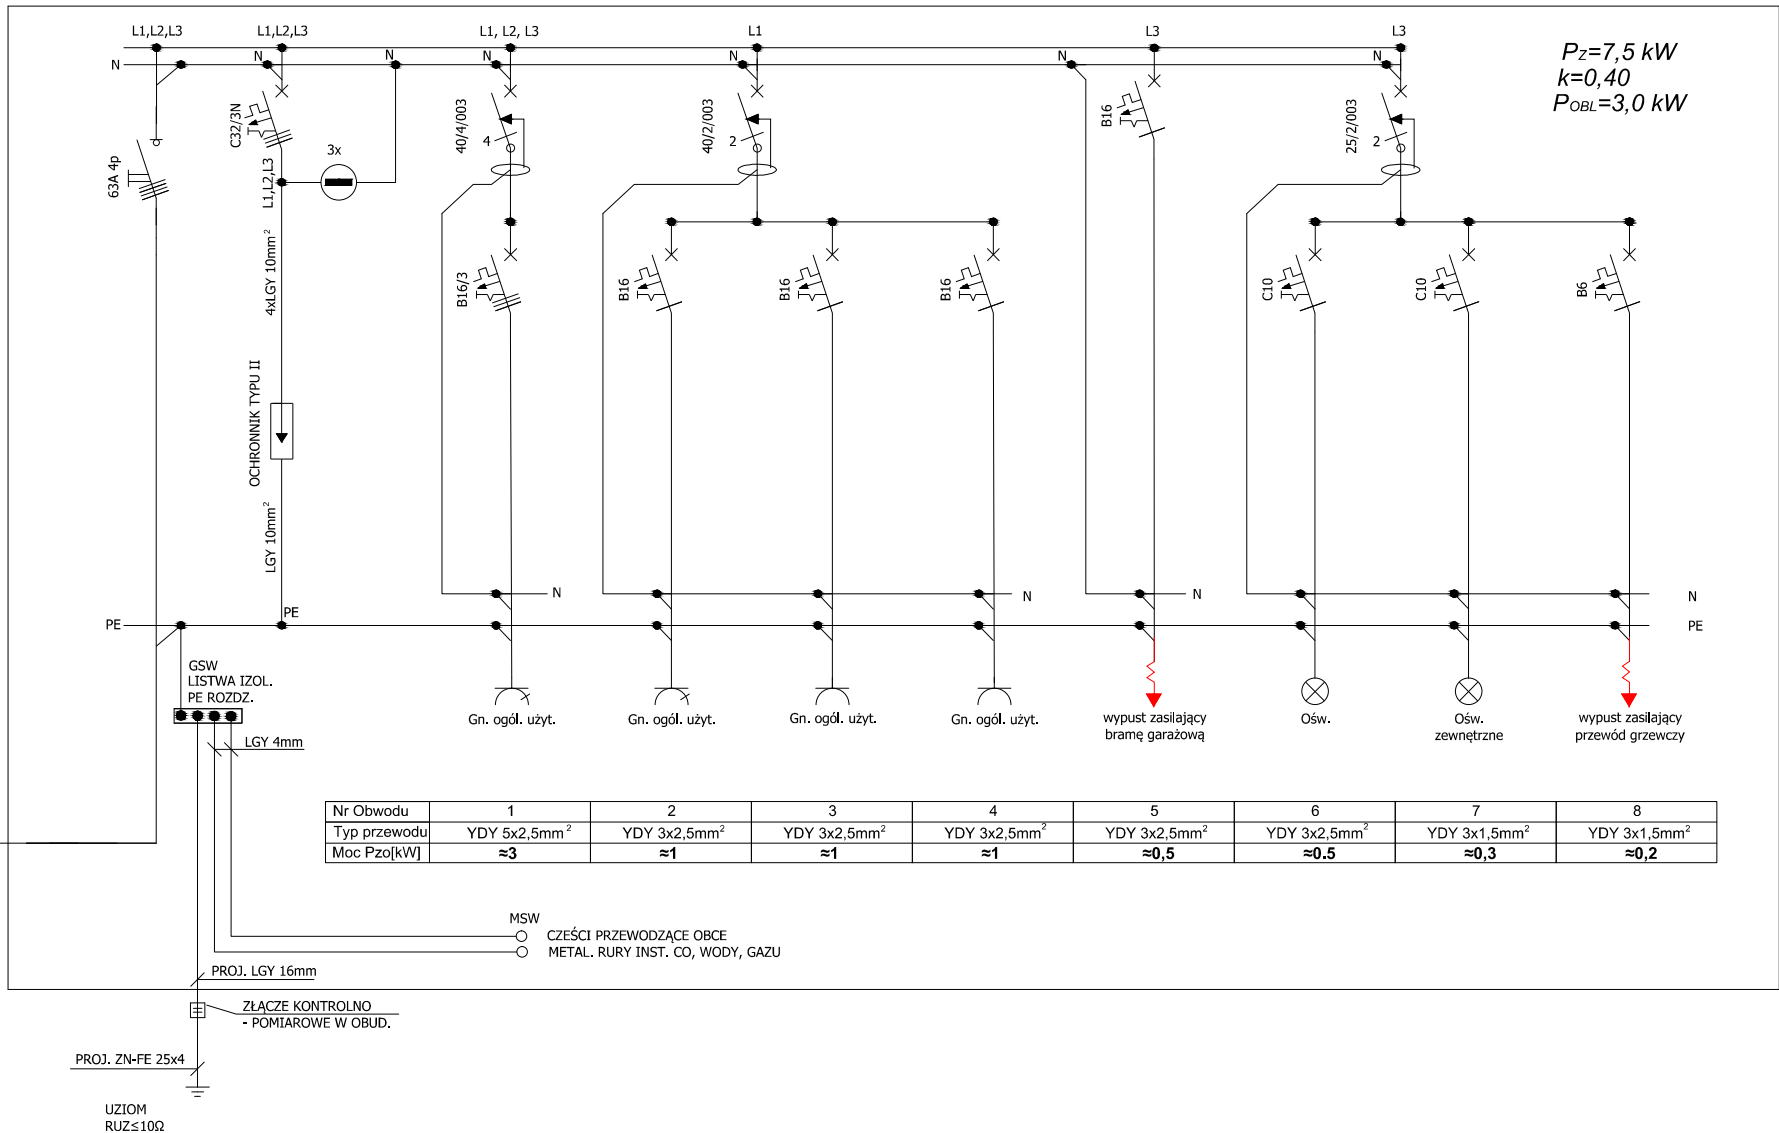 L1,L2,L3
L1,L2,L3
L1, L2, L3
L1
L3
L3
N
N
N
N
N
N
N
PZ=7,5 kW
k=0,40
POBL=3,0 kW
63A 4p
C32/3N
L1,L2,L3
3x
4xLGY 10mm²
OCHRONNIK TYPU II
LGY 10mm²
40/4/003
4
40/2/003
2
B16
25/2/003
2
B16/3
B16
B16
B16
C10
C10
B6
N
N
N
N
PE
PE
PE
GSW
LISTWA IZOL.
PE ROZDZ.
LGY 4mm
Gn. ogól. użyt.
Gn. ogól. użyt.
Gn. ogól. użyt.
Gn. ogól. użyt.
wypust zasilający
bramę garażową
Ośw.
Ośw.
zewnętrzne
wypust zasilający
przewód grzewczy
Nr Obwodu 1 2 3 4 5 6 7 8
Typ przewodu YDY 5x2,5mm² YDY 3x2,5mm² YDY 3x2,5mm² YDY 3x2,5mm² YDY 3x2,5mm² YDY 3x2,5mm² YDY 3x1,5mm² YDY 3x1,5mm²
Moc Pzo[kW] ≈3 ≈1 ≈1 ≈1 ≈0,5 ≈0.5 ≈0,3 ≈0,2
MSW
CZEŚCI PRZEWODZĄCE OBCE
METAL. RURY INST. CO, WODY, GAZU
PROJ. LGY 16mm
ZŁĄCZE KONTROLNO
- POMIAROWE W OBUD.
PROJ. ZN-FE 25x4
UZIOM
RUZ≤10Ω